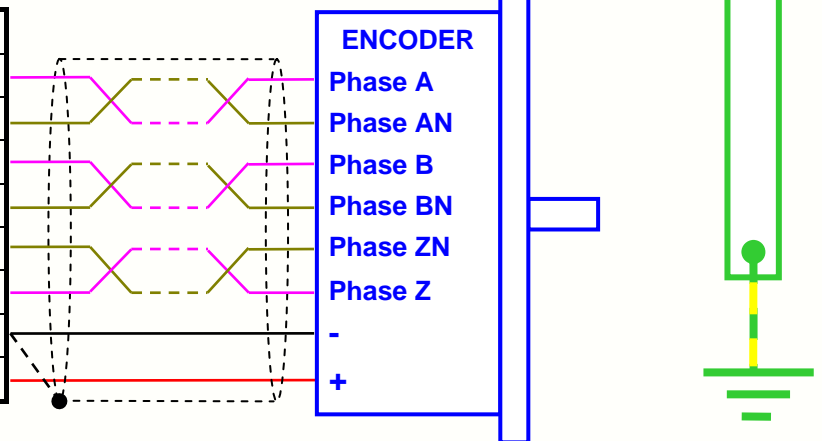 ENCODER
Phase A
Phase AN
Phase B
Phase BN
Phase ZN
Phase Z
-
+